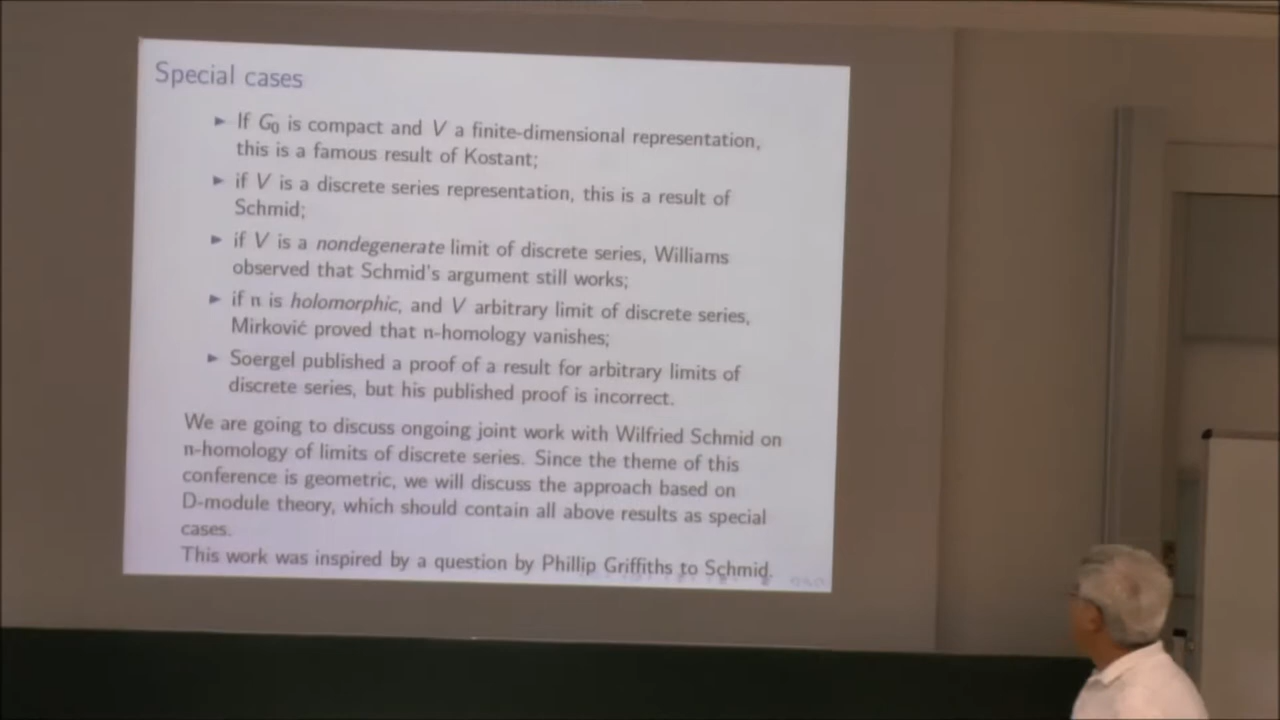 Special cases
► If G₀ is compact and V a finite-dimensional representation,
this is a famous result of Kostant;
► if V is a discrete series representation, this is a result of
Schmid;
► if V is a nondegenerate limit of discrete series, Williams
observed that Schmid's argument still works;
► if n is holomorphic, and V arbitrary limit of discrete series,
Mirković proved that n-homology vanishes;
► Soergel published a proof of a result for arbitrary limits of
discrete series, but his published proof is incorrect.
We are going to discuss ongoing joint work with Wilfried Schmid on
n-homology of limits of discrete series. Since the theme of this
conference is geometric, we will discuss the approach based on
D-module theory, which should contain all above results as special
cases.
This work was inspired by a question by Phillip Griffiths to Schmid.